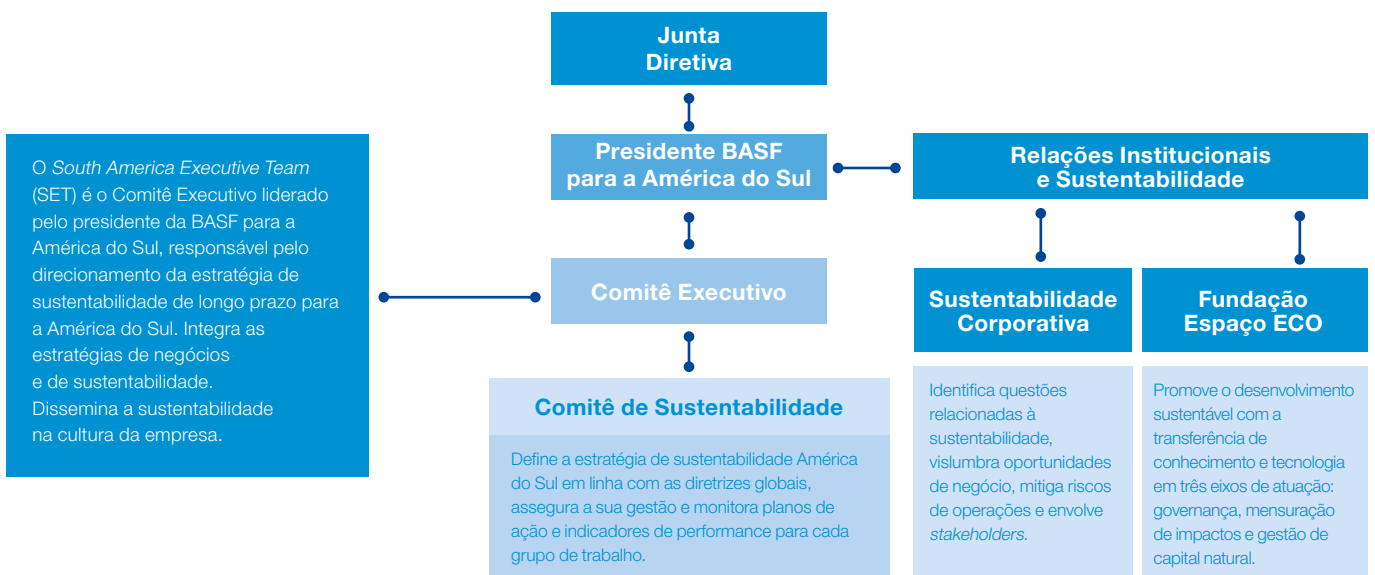 Junta
Diretiva
Presidente BASF
para a América do Sul
Relações Institucionais
e Sustentabilidade
O South America Executive Team
(SET) é o Comitê Executivo liderado
pelo presidente da BASF para a
América do Sul, responsável pelo
direcionamento da estratégia de
sustentabilidade de longo prazo para
a América do Sul. Integra as
estratégias de negócios
e de sustentabilidade.
Dissemina a sustentabilidade
na cultura da empresa.
Comitê Executivo
Sustentabilidade
Corporativa
Fundação
Espaço ECO
Comitê de Sustentabilidade
Define a estratégia de sustentabilidade América
do Sul em linha com as diretrizes globais,
assegura a sua gestão e monitora planos de
ação e indicadores de performance para cada
grupo de trabalho.
Identifica questões
relacionadas à
sustentabilidade,
vislumbra oportunidades
de negócio, mitiga riscos
de operações e envolve
stakeholders.
Promove o desenvolvimento
sustentável com a
transferência de
conhecimento e tecnologia
em três eixos de atuação:
governança, mensuração
de impactos e gestão de
capital natural.